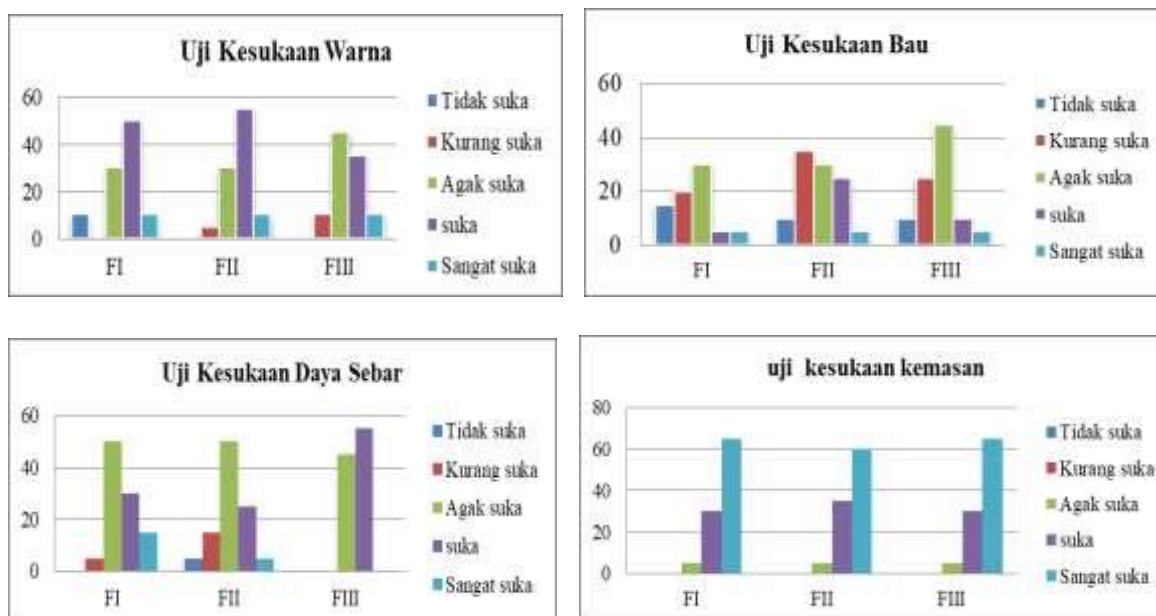 Uji Kesukaan Warna
60
40
20
0
FI
FII
FIII
Tidak suka
Kurang suka
Agak suka
suka
Sangat suka
Uji Kesukaan Bau
60
40
20
0
FI
FII
FIII
Tidak suka
Kurang suka
Agak suka
suka
Sangat suka
Uji Kesukaan Daya Sebar
60
40
20
0
FI
FII
FIII
Tidak suka
Kurang suka
Agak suka
suka
Sangat suka
uji kesukaan kemasan
80
60
40
20
0
FI
FII
FIII
Tidak suka
Kurang suka
Agak suka
suka
Sangat suka